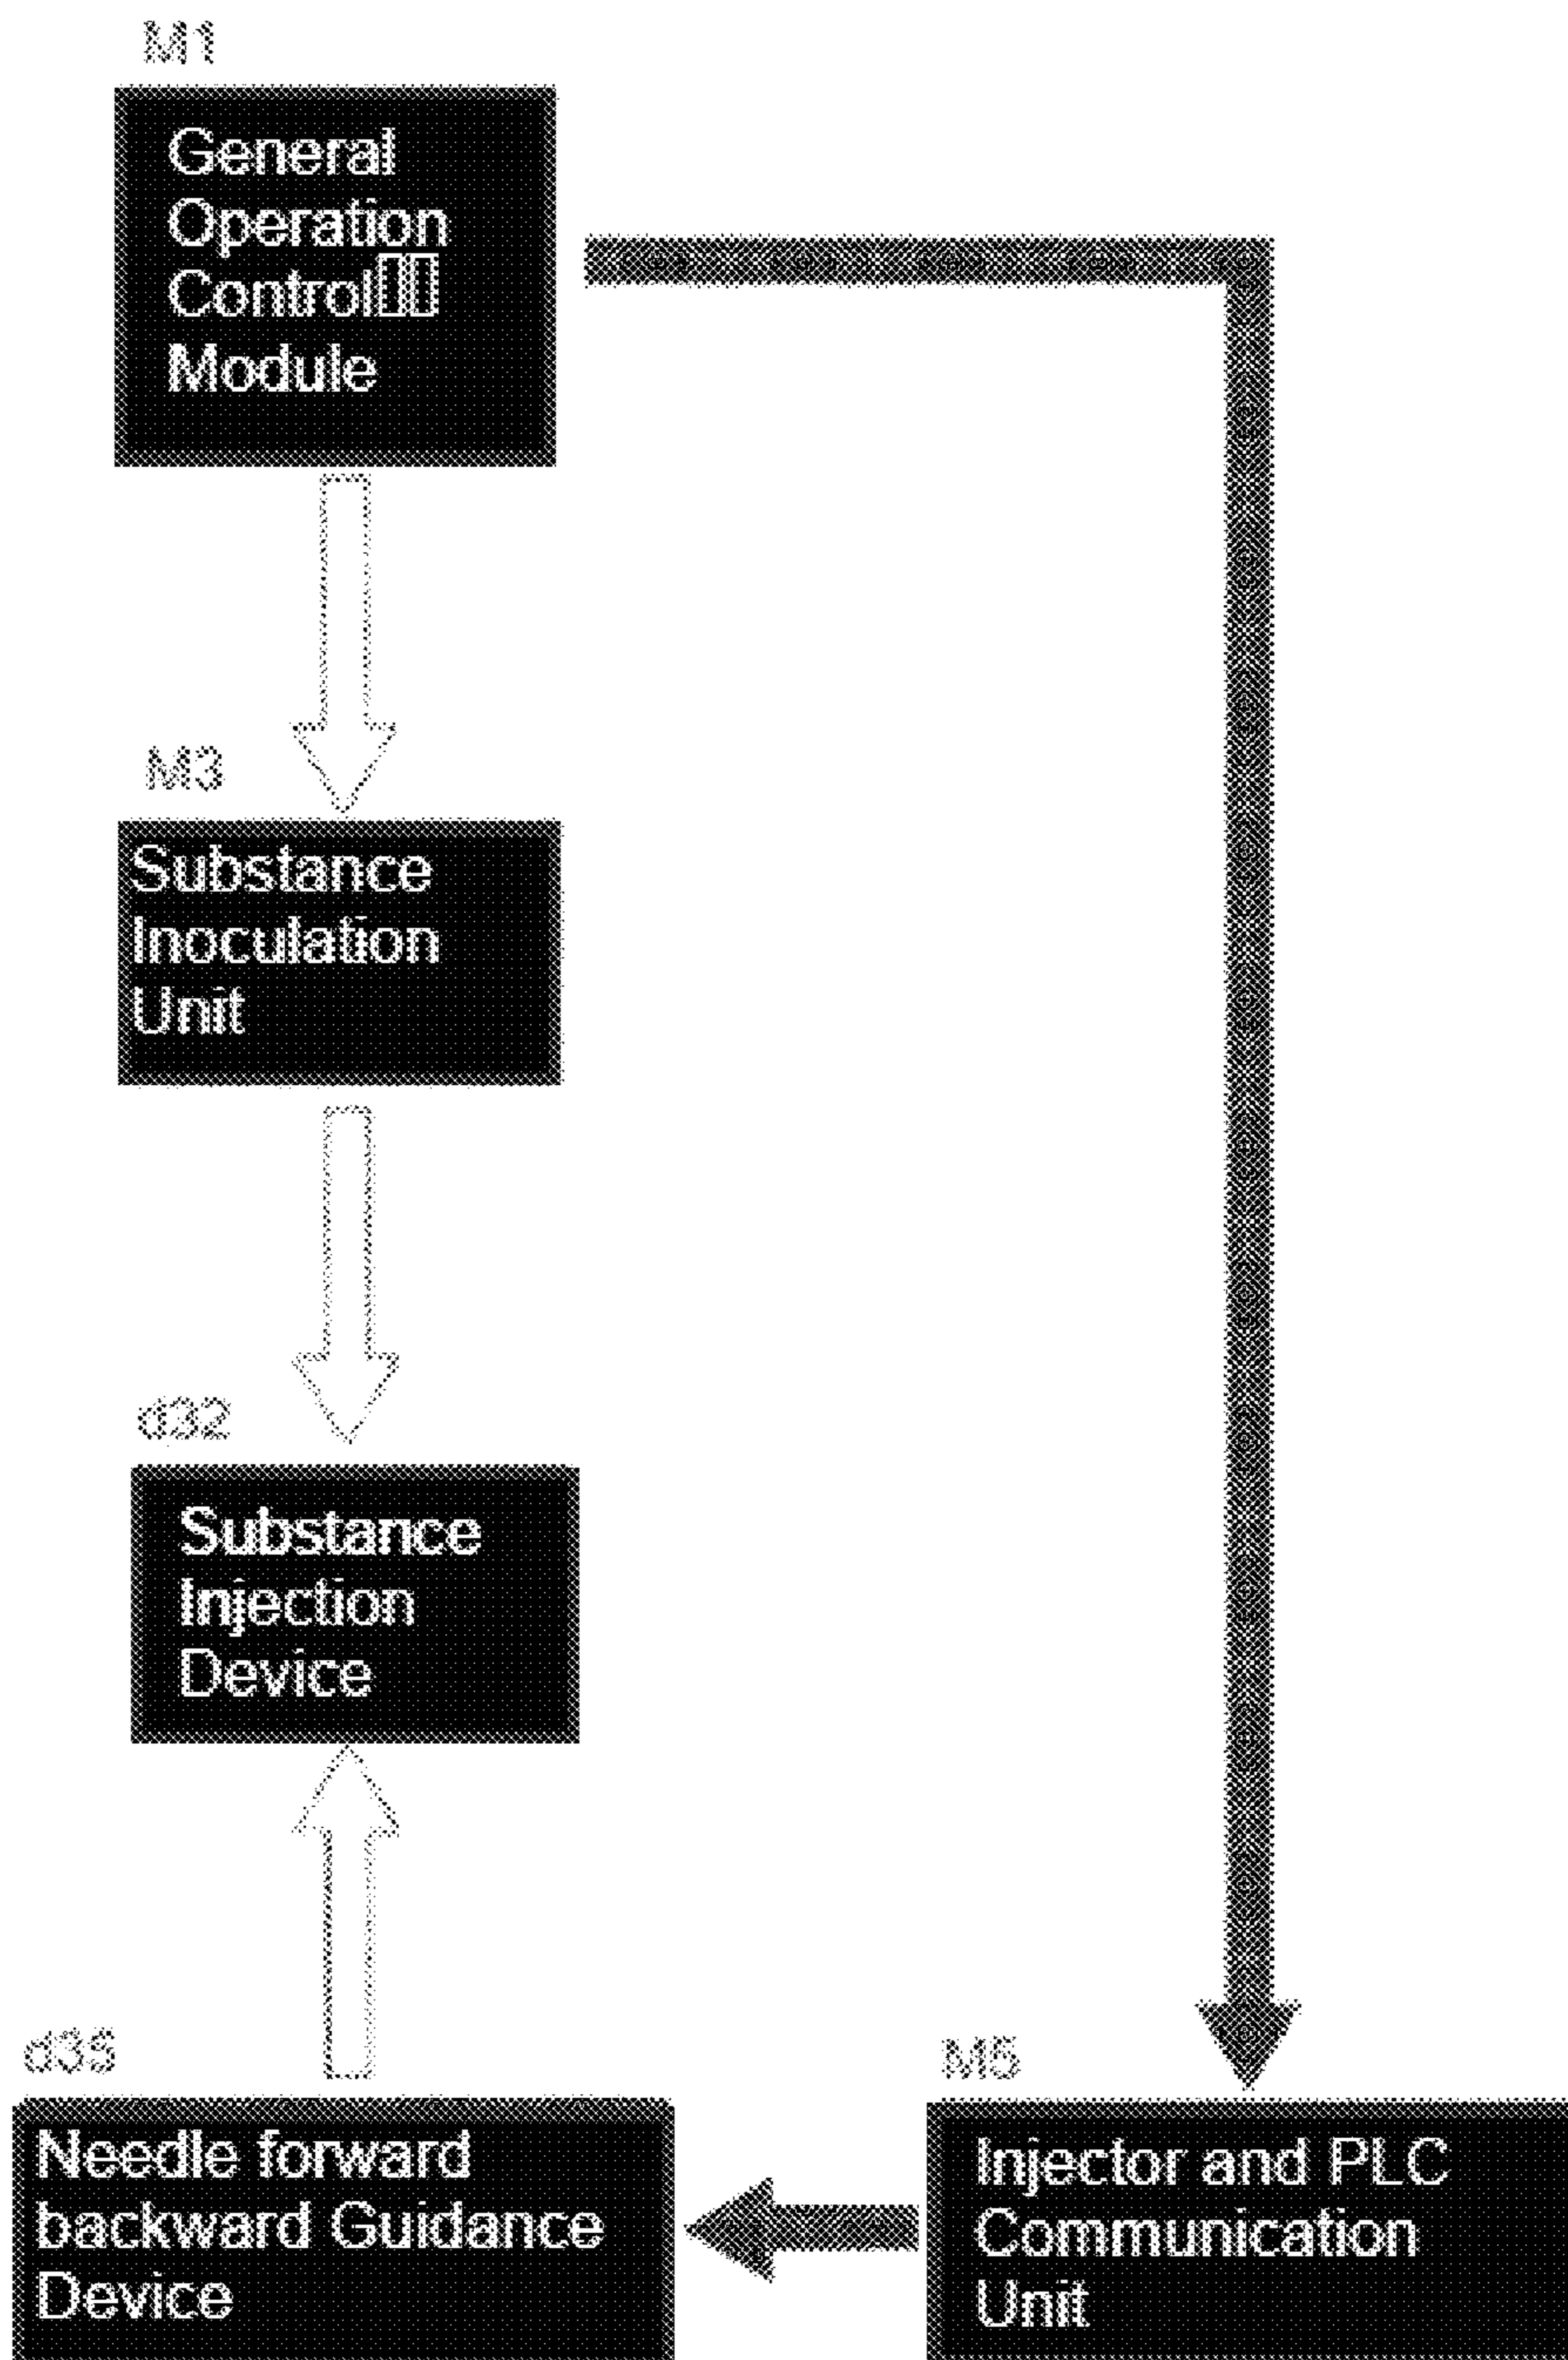 M1
General
Operation
Control▯▯
Module
M3
Substance
Inoculation
Unit
d32
Substance
Injection
Device
d35
Needle forward
backward Guidance
Device
M5
Injector and PLC
Communication
Unit